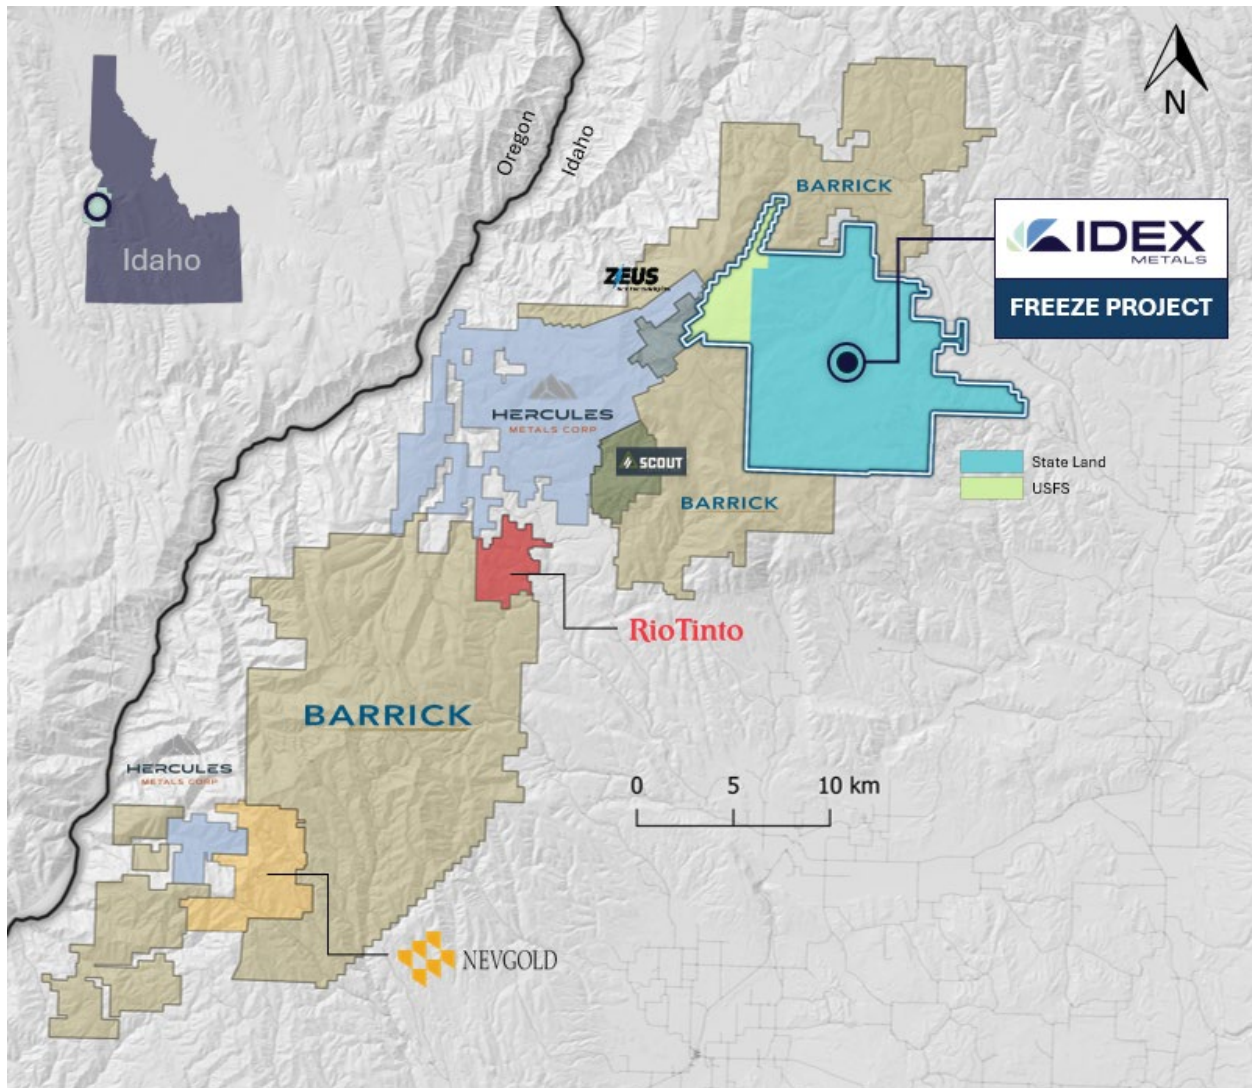 Oregon
Idaho
N
Idaho
BARRICK
IDEX
METALS
FREEZE PROJECT
ZEUS
HERCULES
METALS CORP
SCOUT
BARRICK
State Land
USFS
RioTinto
BARRICK
HERCULES
METALS CORP
0 5 10 km
NEVGOLD